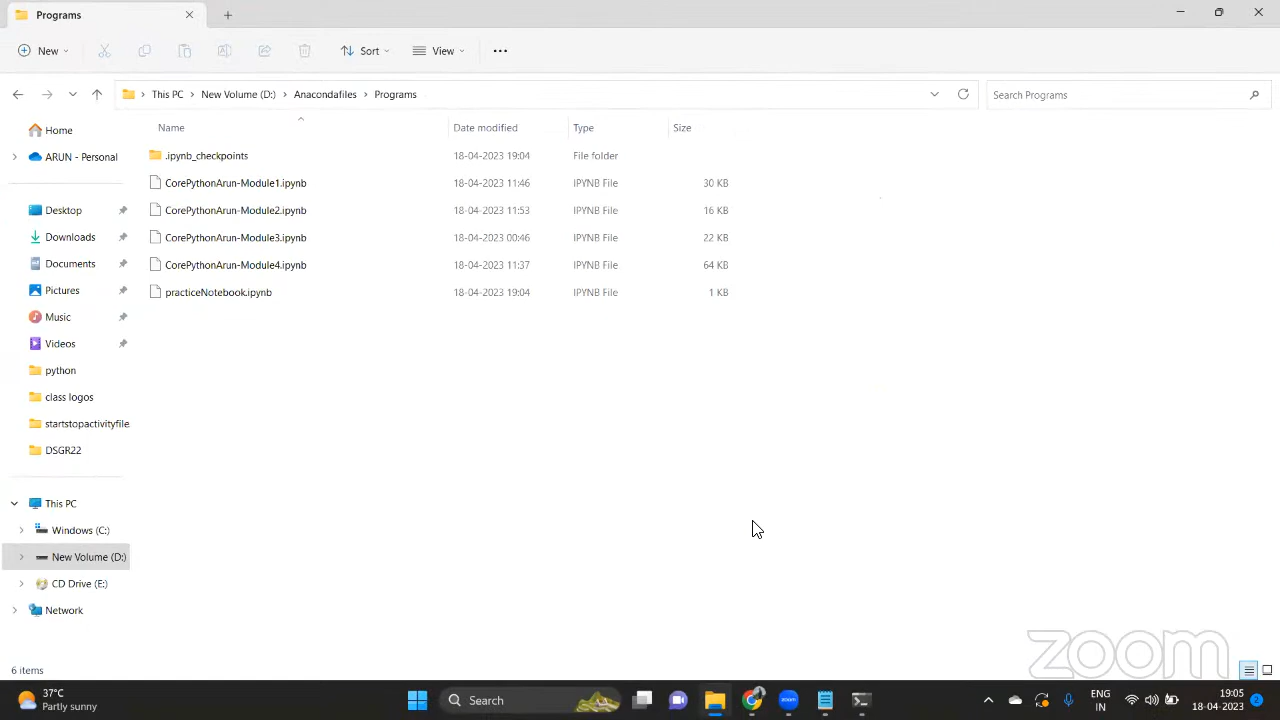 Programs
New
Sort
View
This PC
New Volume (D:)
Anacondafiles
Programs
Search Programs
Name
Date modified
Type
Size
.ipynb_checkpoints 18-04-2023 19:04 File folder
CorePythonArun-Module1.ipynb 18-04-2023 11:46 IPYNB File 30 KB
CorePythonArun-Module2.ipynb 18-04-2023 11:53 IPYNB File 16 KB
CorePythonArun-Module3.ipynb 18-04-2023 00:46 IPYNB File 22 KB
CorePythonArun-Module4.ipynb 18-04-2023 11:37 IPYNB File 64 KB
practiceNotebook.ipynb 18-04-2023 19:04 IPYNB File 1 KB
Home
ARUN - Personal
Desktop
Downloads
Documents
Pictures
Music
Videos
python
class logos
startstopactivityfile
DSGR22
This PC
Windows (C:)
New Volume (D:)
CD Drive (E:)
Network
6 items
zoom
37°C
Partly sunny
Search
zoom
ENG
IN
19:05
18-04-2023
2